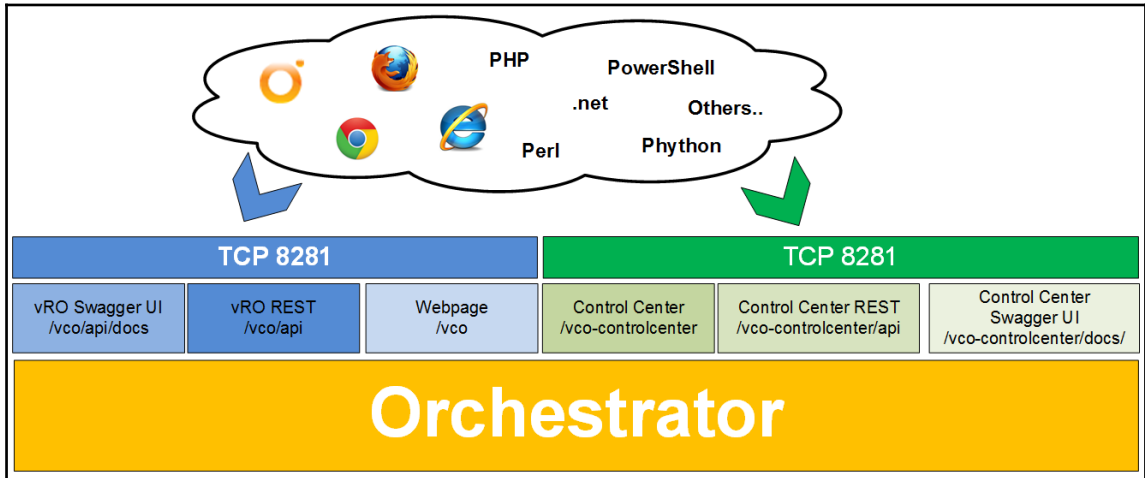 PHP
PowerShell
.net
Others..
Perl
Phython
TCP 8281
TCP 8281
vRO Swagger UI
/vco/api/docs
vRO REST
/vco/api
Webpage
/vco
Control Center
/vco-controlcenter
Control Center REST
/vco-controlcenter/api
Control Center
Swagger UI
/vco-controlcenter/docs/
Orchestrator